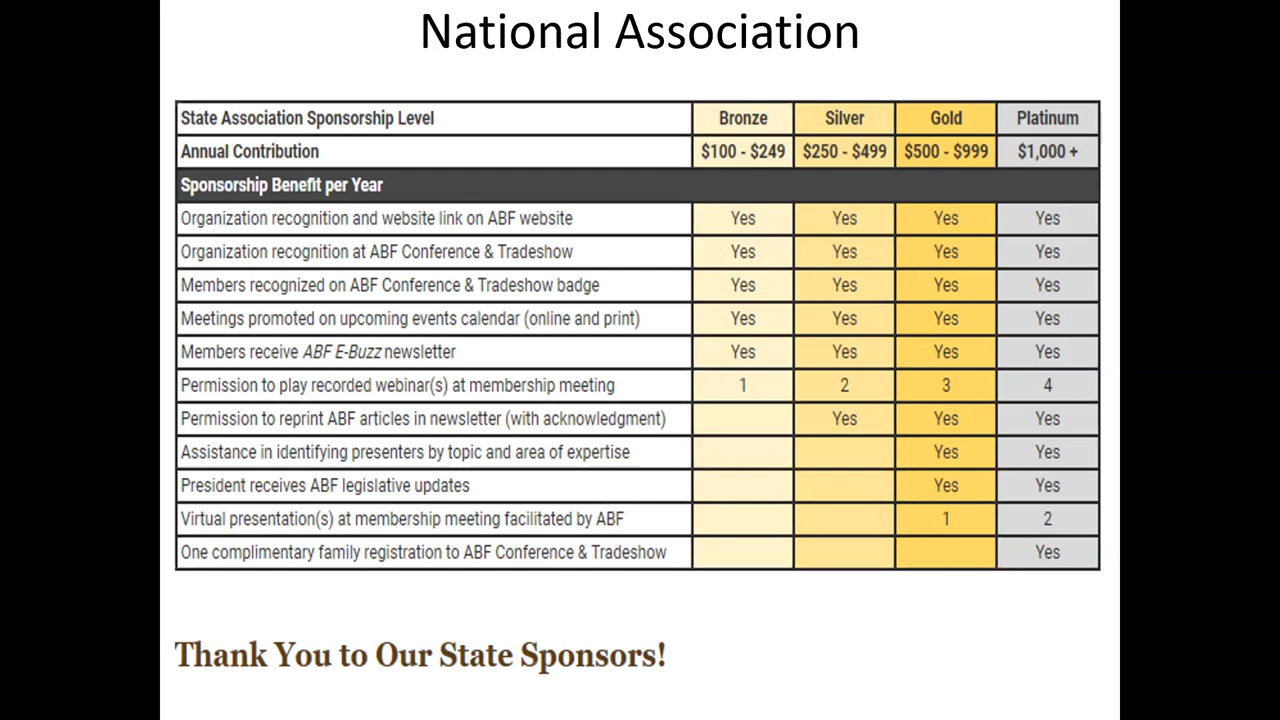 National Association
State Association Sponsorship Level Bronze Silver Gold Platinum
Annual Contribution $100 - $249 $250 - $499 $500 - $999 $1,000 +
Sponsorship Benefit per Year
Organization recognition and website link on ABF website Yes Yes Yes Yes
Organization recognition at ABF Conference & Tradeshow Yes Yes Yes Yes
Members recognized on ABF Conference & Tradeshow badge Yes Yes Yes Yes
Meetings promoted on upcoming events calendar (online and print) Yes Yes Yes Yes
Members receive ABF E-Buzz newsletter Yes Yes Yes Yes
Permission to play recorded webinar(s) at membership meeting 1 2 3 4
Permission to reprint ABF articles in newsletter (with acknowledgment) Yes Yes Yes
Assistance in identifying presenters by topic and area of expertise Yes Yes
President receives ABF legislative updates Yes Yes
Virtual presentation(s) at membership meeting facilitated by ABF 1 2
One complimentary family registration to ABF Conference & Tradeshow Yes
Thank You to Our State Sponsors!